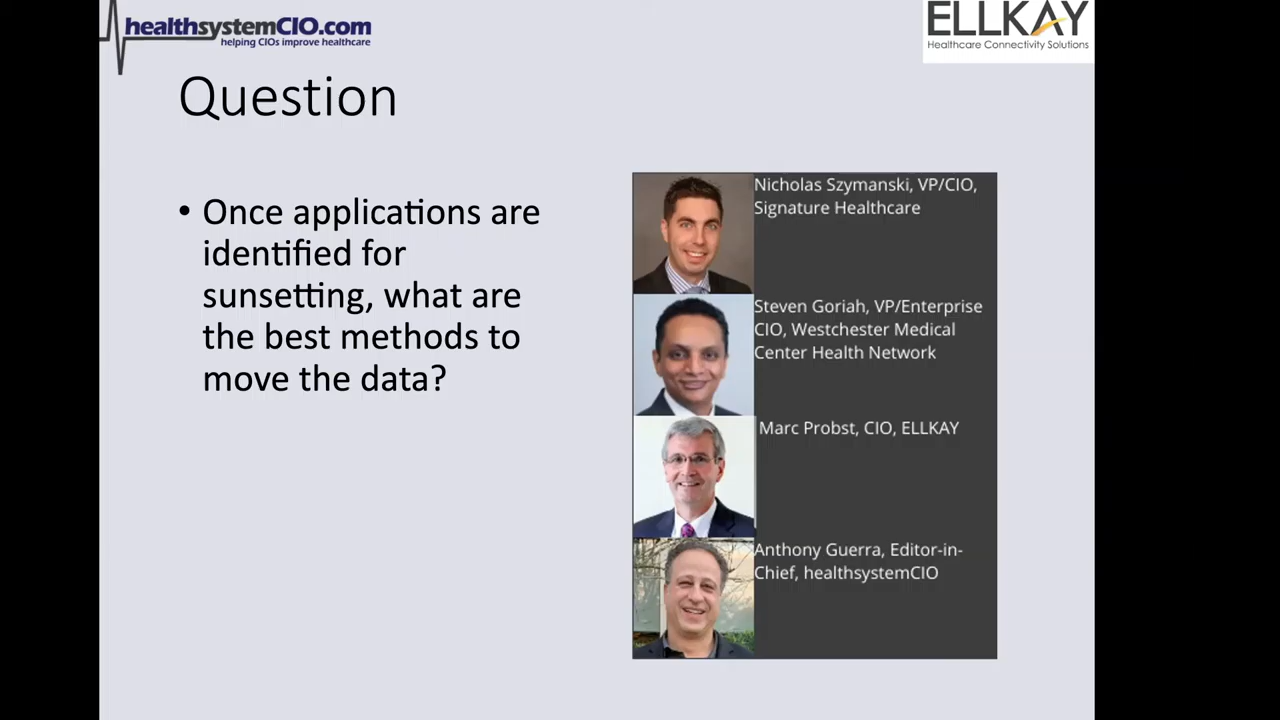 healthsystemCIO.com
helping CIOs improve healthcare
ELLKAY
Healthcare Connectivity Solutions
Question
• Once applications are
identified for
sunsetting, what are
the best methods to
move the data?
Nicholas Szymanski, VP/CIO,
Signature Healthcare
Steven Goriah, VP/Enterprise
CIO, Westchester Medical
Center Health Network
Marc Probst, CIO, ELLKAY
Anthony Guerra, Editor-in-
Chief, healthsystemCIO